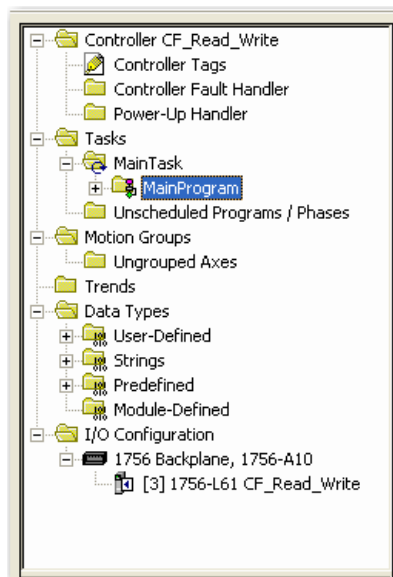 Controller CF_Read_Write
Controller Tags
Controller Fault Handler
Power-Up Handler
Tasks
MainTask
MainProgram
Unscheduled Programs / Phases
Motion Groups
Ungrouped Axes
Trends
Data Types
User-Defined
Strings
Predefined
Module-Defined
I/O Configuration
1756 Backplane, 1756-A10
[3] 1756-L61 CF_Read_Write